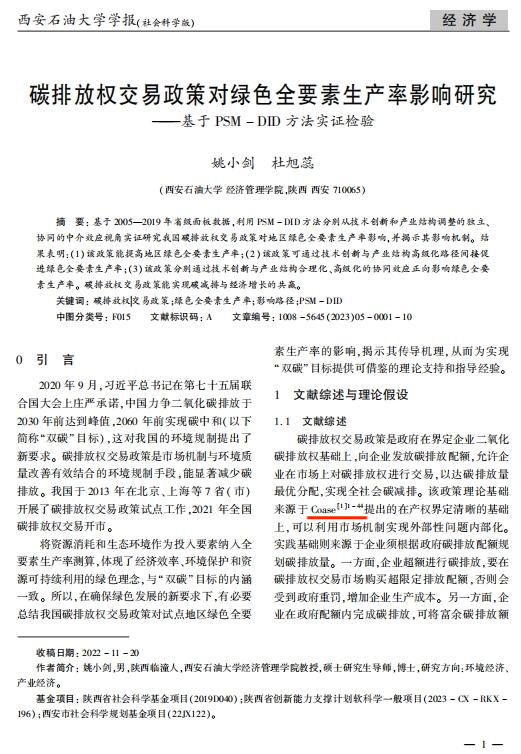 西安石油大学学报(社会科学版)
经济学
碳排放权交易政策对绿色全要素生产率影响研究
——基于 PSM-DID 方法实证检验
姚小剑 杜旭蕊
(西安石油大学 经济管理学院,陕西 西安 710065)
摘 要:基于 2005—2019 年省级面板数据,利用 PSM-DID 方法分别从技术创新和产业结构调整的独立、
协同的中介效应视角实证研究我国碳排放权交易政策对地区绿色全要素生产率影响,并揭示其影响机制。结
果表明:(1)该政策能提高地区绿色全要素生产率;(2)该政策可通过技术创新与产业结构高级化路径间接促
进绿色全要素生产率;(3)该政策分别通过技术创新与产业结构合理化、高级化的协同效应正向影响绿色全要
素生产率。碳排放权交易政策能实现碳减排与经济增长的共赢。
关键词:碳排放权交易政策;绿色全要素生产率;影响路径;PSM-DID
中图分类号:F015 文献标识码:A 文章编号:1008-5645(2023)05-0001-10
0 引 言
2020 年 9 月,习近平总书记在第七十五届联
合国大会上庄严承诺,中国力争二氧化碳排放于
2030 年前达到峰值,2060 年前实现碳中和(以下
简称“双碳”目标),这对我国的环境规制提出了
新要求。碳排放权交易政策是市场机制与环境质
量改善有效结合的环境规制手段,能显著减少碳
排放。我国于 2013 年在北京、上海等 7 省(市)
开展了碳排放权交易政策试点工作,2021 年全国
碳排放权交易开市。
将资源消耗和生态环境作为投入要素纳入全
要素生产率测算,体现了经济效率、环境保护和资
源可持续利用的绿色理念,与“双碳”目标的内涵
一致。所以,在确保绿色发展的新要求下,有必要
总结我国碳排放权交易政策对试点地区绿色全要
素生产率的影响,揭示其传导机理,从而为实现
“双碳”目标提供可借鉴的理论支持和指导经验。
1 文献综述与理论假设
1.1 文献综述
碳排放权交易政策是政府在界定企业二氧化
碳排放权基础上,向企业发放碳排放配额,允许企
业在市场上对碳排放权进行交易,以达碳排放量
最优分配,实现全社会碳减排。该政策理论基础
来源于 Coase[1]1-44提出的在产权界定清晰的基础
上,可以利用市场机制实现外部性问题内部化。
实践基础则来源于企业须根据政府碳排放配额规
划碳排放量。一方面,企业超额进行碳排放,要在
碳排放权交易市场购买超限定排放配额,否则会
受到政府重罚,增加企业生产成本。另一方面,企
业在政府配额内完成碳排放,可将富余碳排放额
收稿日期:2022-11-20
作者简介:姚小剑,男,陕西临潼人,西安石油大学经济管理学院教授,硕士研究生导师,博士,研究方向:环境经济、
产业经济。
基金项目:陕西省社会科学基金项目(2019D040);陕西省创新能力支撑计划软科学一般项目(2023-CX-RKX-
196);西安市社会科学规划基金项目(22JX122)。
— 1 —